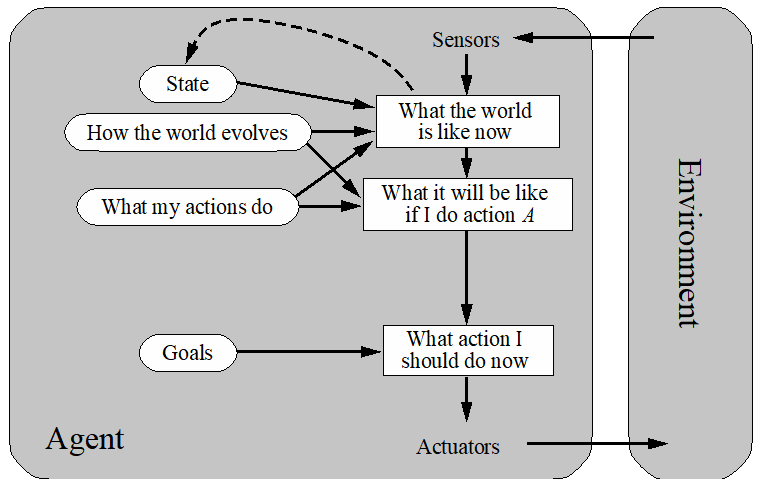 Sensors
State
What the world
is like now
How the world evolves
What it will be like
if I do action A
What my actions do
Environment
What action I
should do now
Goals
Agent
Actuators